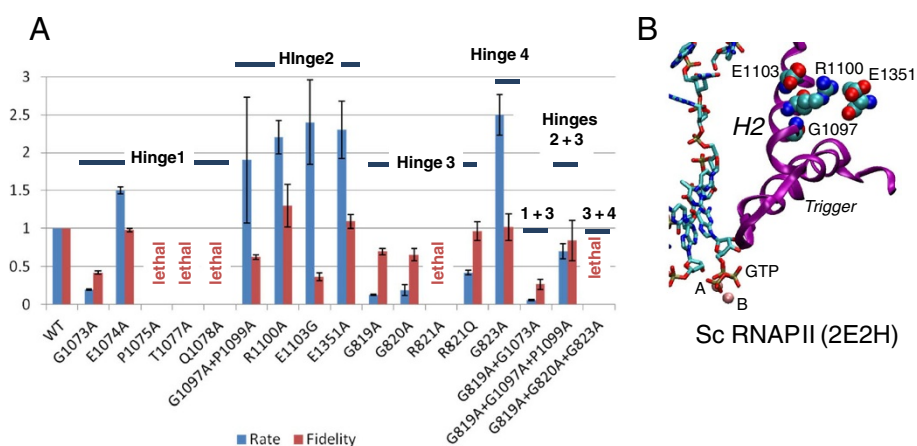 A
B
HInge2
Hinge 4
3
2.5
2
1.5
1
0.5
0
Hinge1
Hinge 3
Hinges
2 + 3
1 + 3
3 + 4
lethal
lethal
lethal
lethal
lethal
WT
G1073A
E1074A
P1075A
T1077A
Q1078A
G1097A+P1099A
R1100A
E1103G
E1351A
G819A
G820A
R821A
R821Q
G823A
G819A+G1073A
G819A+G1097A+P1099A
G819A+G820A+G823A
Rate Fidelity
E1103
R1100
E1351
H2
G1097
Trigger
GTP
A
B
Sc RNAPII (2E2H)